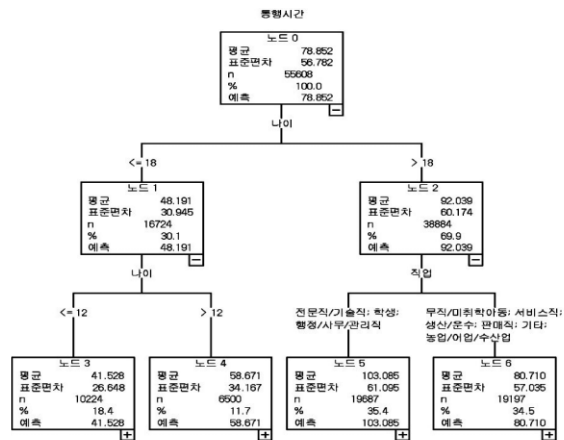 통행시간
노드 0
평균 78.852
표준편차 56.782
n 55608
% 100.0
예측 78.852
나이
<= 18
> 18
노드 1
평균 48.191
표준편차 30.945
n 16724
% 30.1
예측 48.191
노드 2
평균 92.039
표준편차 60.174
n 38884
% 69.9
예측 92.039
나이
직업
<= 12
> 12
전문직/기술직; 학생;
행정/사무/관리직
무직/미취학아동; 서비스직;
생산/운수; 판매직; 기타;
농업/어업/수산업
노드 3
평균 41.528
표준편차 26.648
n 10224
% 18.4
예측 41.528
노드 4
평균 58.671
표준편차 34.167
n 6500
% 11.7
예측 58.671
노드 5
평균 103.085
표준편차 61.095
n 19687
% 35.4
예측 103.085
노드 6
평균 80.710
표준편차 57.035
n 19197
% 34.5
예측 80.710